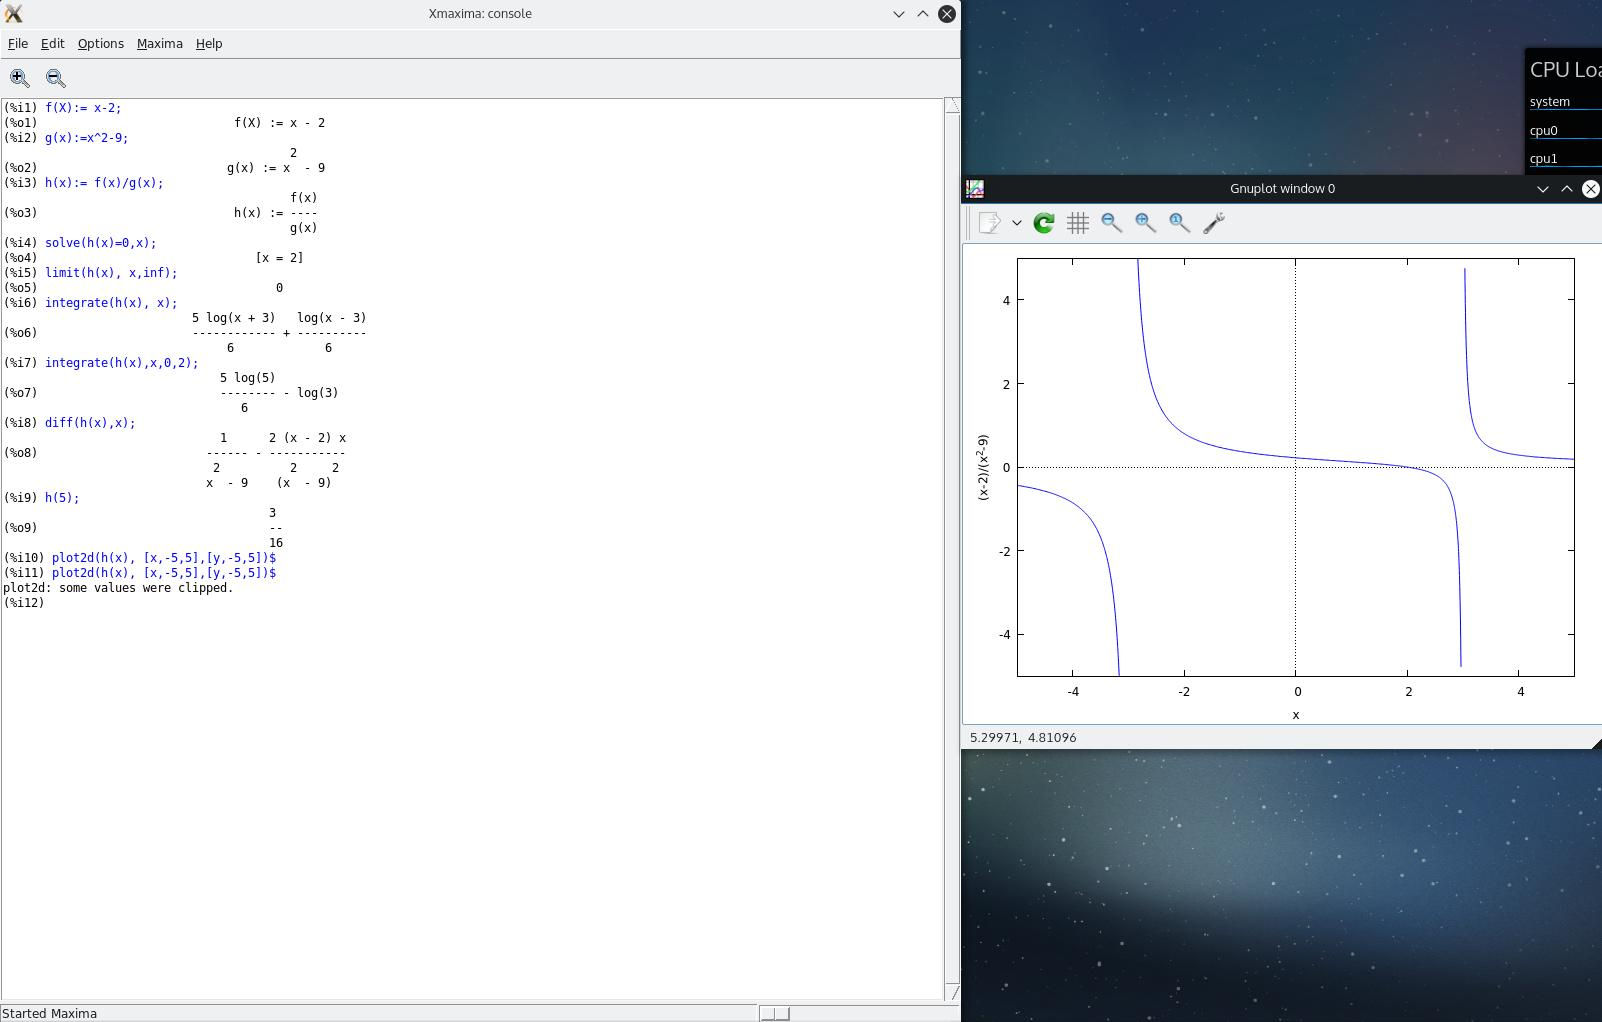 Xmaxima: console
File Edit Options Maxima Help
(%i1) f(X):= x-2;
(%o1) f(X) := x - 2
(%i2) g(x):=x^2-9;
2
(%o2) g(x) := x - 9
(%i3) h(x):= f(x)/g(x);
f(x)
(%o3) h(x) := ----
g(x)
(%i4) solve(h(x)=0,x);
(%o4) [x = 2]
(%i5) limit(h(x), x,inf);
(%o5) 0
(%i6) integrate(h(x), x);
5 log(x + 3) log(x - 3)
(%o6) ------------ + ----------
6 6
(%i7) integrate(h(x),x,0,2);
5 log(5)
(%o7) -------- - log(3)
6
(%i8) diff(h(x),x);
1 2 (x - 2) x
(%o8) ------ - -----------
2 2 2
x - 9 (x - 9)
(%i9) h(5);
3
(%o9) --
16
(%i10) plot2d(h(x), [x,-5,5],[y,-5,5])$
(%i11) plot2d(h(x), [x,-5,5],[y,-5,5])$
plot2d: some values were clipped.
(%i12)
Started Maxima
CPU Loa
system
cpu0
cpu1
Gnuplot window 0
4
2
0
-2
-4
(x-2)/(x²-9)
-4 -2 0 2 4
x
5.29971, 4.81096